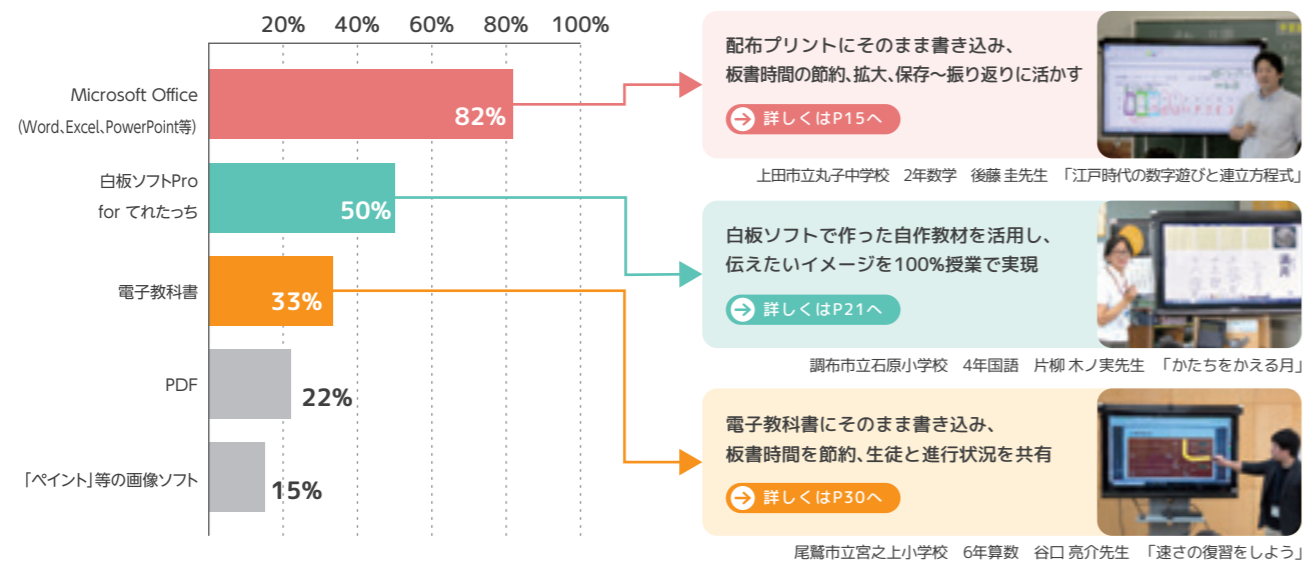 20% 40% 60% 80% 100%
Microsoft Office
(Word、Excel、PowerPoint等)
82%
白板ソフトPro
for てれたっち
50%
電子教科書
33%
PDF
22%
「ペイント」等の画像ソフト
15%
配布プリントにそのまま書き込み、
板書時間の節約、拡大、保存～振り返りに活かす
詳しくはP15へ
上田市立丸子中学校 2年数学 後藤 圭先生 「江戸時代の数字遊びと連立方程式」
白板ソフトで作った自作教材を活用し、
伝えたいイメージを100%授業で実現
詳しくはP21へ
調布市立石原小学校 4年国語 片柳 木ノ実先生 「かたちをかえる月」
電子教科書にそのまま書き込み、
板書時間を節約、生徒と進行状況を共有
詳しくはP30へ
尾鷲市立宮之上小学校 6年算数 谷口 亮介先生 「速さの復習をしよう」